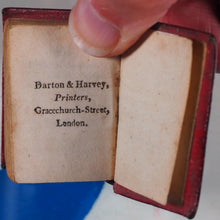 Darton & Harvey,
Printers,
Gracechurch-Street,
London.